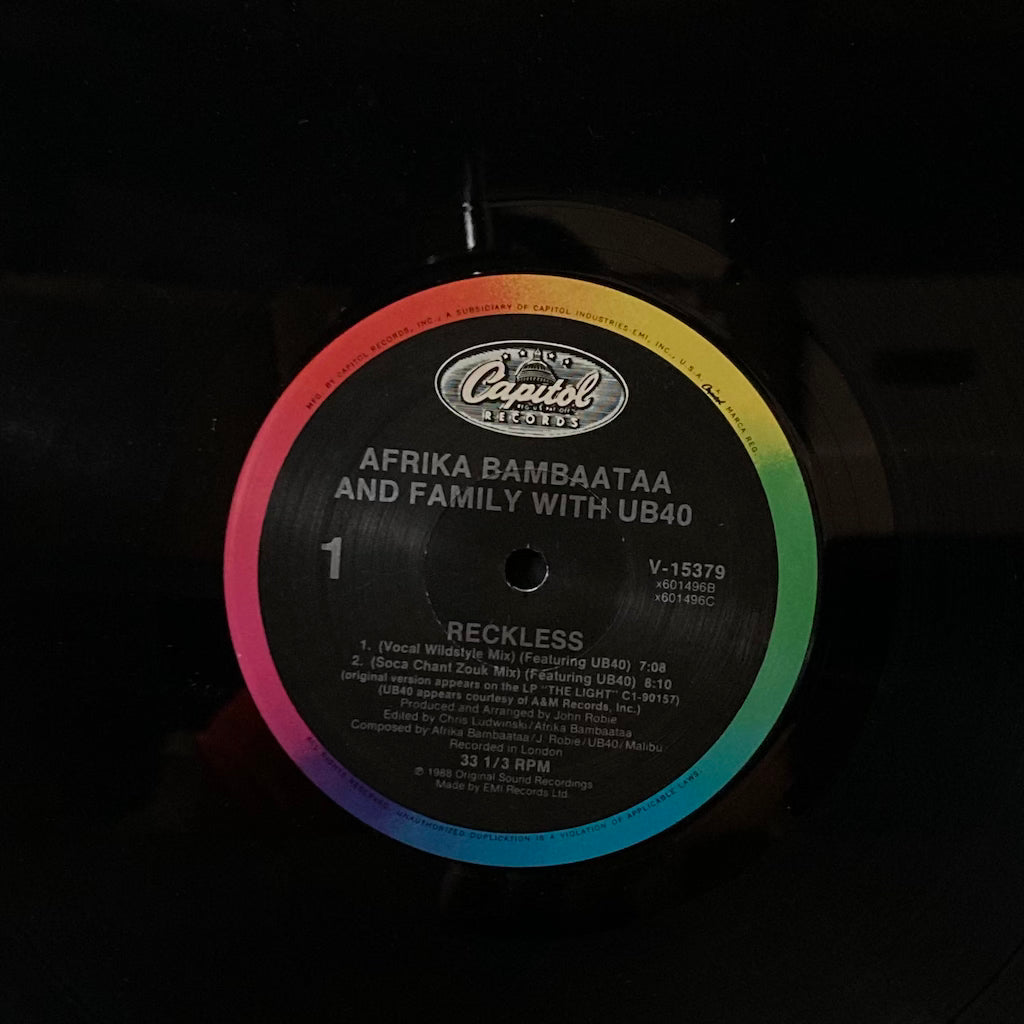 MFG. BY CAPITOL RECORDS, INC., A SUBSIDIARY OF CAPITOL INDUSTRIES-EMI, INC., U.S.A. Capitol MARCA REG.
Capitol
RECORDS
AFRIKA BAMBAATAA
AND FAMILY WITH UB40
1
V-15379
x601496B
x601496C
RECKLESS
1. (Vocal Wildstyle Mix) (Featuring UB40) 7:08
2. (Soca Chant Zouk Mix) (Featuring UB40) 8:10
(original version appears on the LP "THE LIGHT" C1-90157)
(UB40 appears courtesy of A&M Records, Inc.)
Produced and Arranged by John Robie
Edited by Chris Ludwinski/Afrika Bambaataa
Composed by Afrika Bambaataa/J. Robie/UB40/Malibu
Recorded in London
33 1/3 RPM
℗ 1988 Original Sound Recordings
Made by EMI Records Ltd.
ALL RIGHTS RESERVED. UNAUTHORIZED DUPLICATION IS A VIOLATION OF APPLICABLE LAWS.